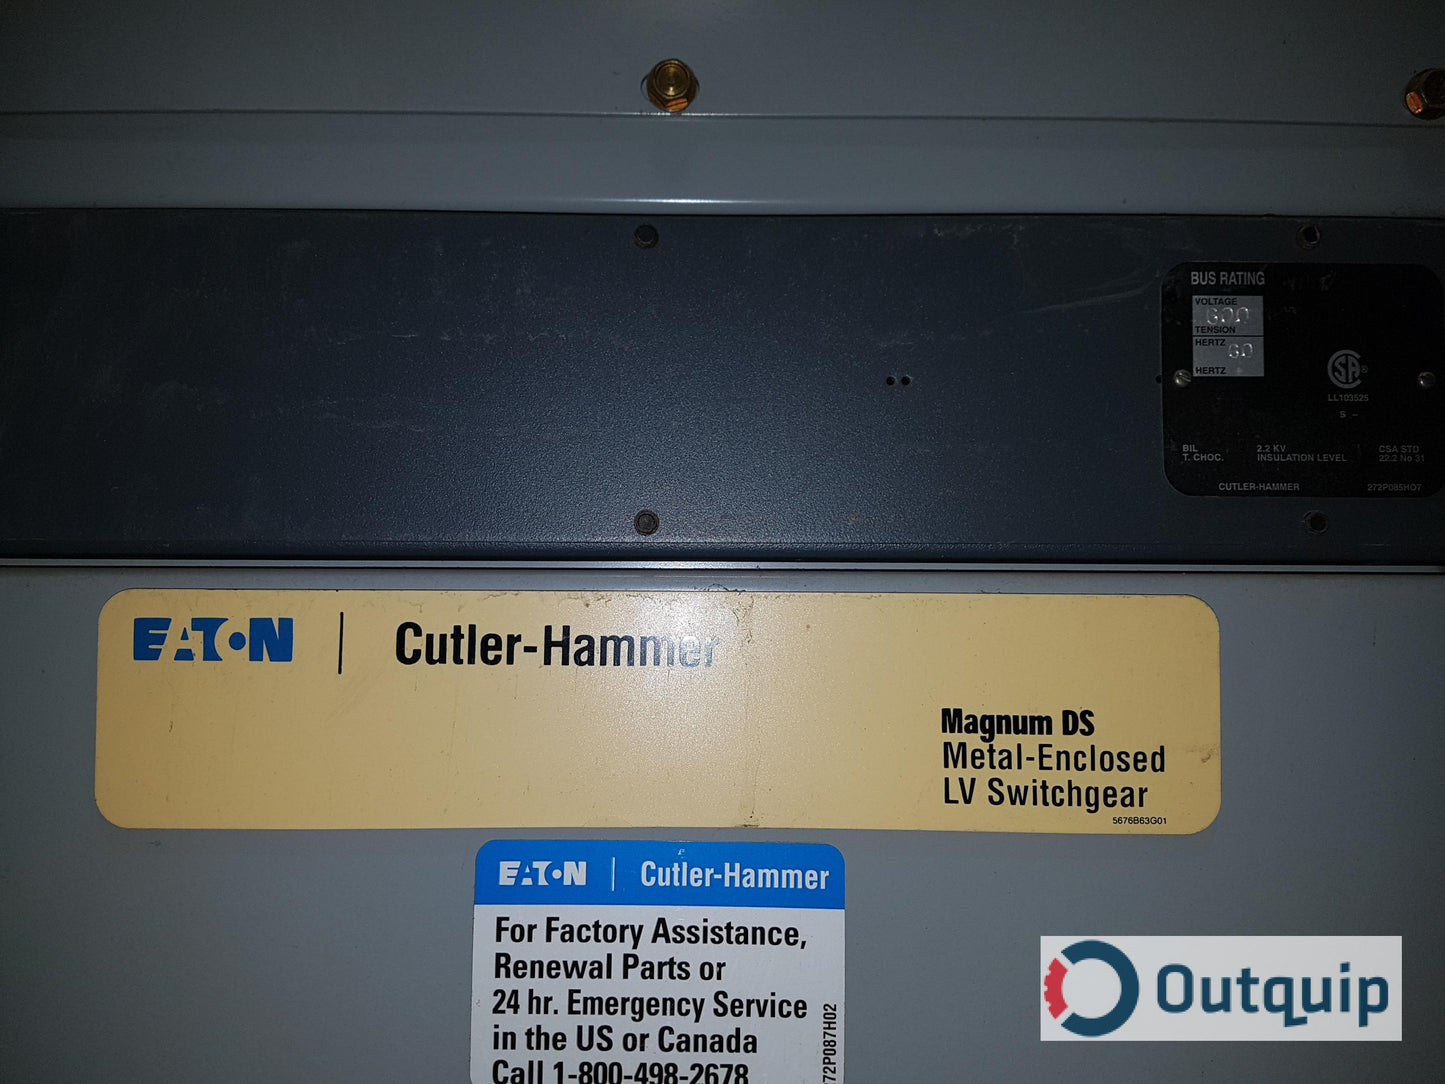 BUS RATING
VOLTAGE
600
TENSION
HERTZ
60
HERTZ
LL103525
S –
BIL 2.2 KV CSA STD
T. CHOC. INSULATION LEVEL 22.2 No 31
CUTLER-HAMMER 272P085H07
EATON | Cutler-Hammer
Magnum DS
Metal-Enclosed
LV Switchgear
5676B63G01
EATON | Cutler-Hammer
For Factory Assistance,
Renewal Parts or
24 hr. Emergency Service
in the US or Canada
Call 1-800-498-2678
72P087H02
Outquip